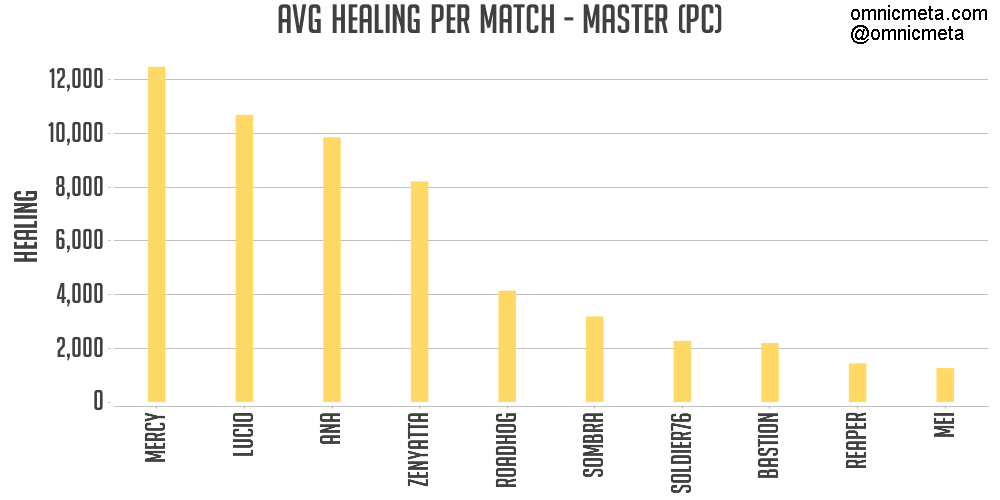 AVG HEALING PER MATCH - MASTER (PC)
omnicmeta.com
@omnicmeta
HEALING
12,000
10,000
8,000
6,000
4,000
2,000
0
MERCY
LUCIO
ANA
ZENYATTA
ROADHOG
SOMBRA
SOLDIER76
BASTION
REAPER
MEI